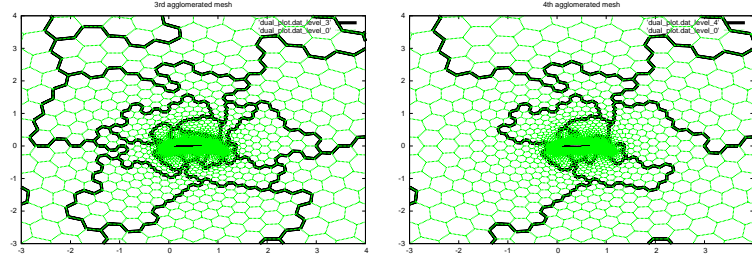 3rd agglomerated mesh
'dual_plot.dat_level_3'
'dual_plot.dat_level_0'
4
3
2
1
0
-1
-2
-3
-3 -2 -1 0 1 2 3 4
4th agglomerated mesh
'dual_plot.dat_level_4'
'dual_plot.dat_level_0'
4
3
2
1
0
-1
-2
-3
-3 -2 -1 0 1 2 3 4